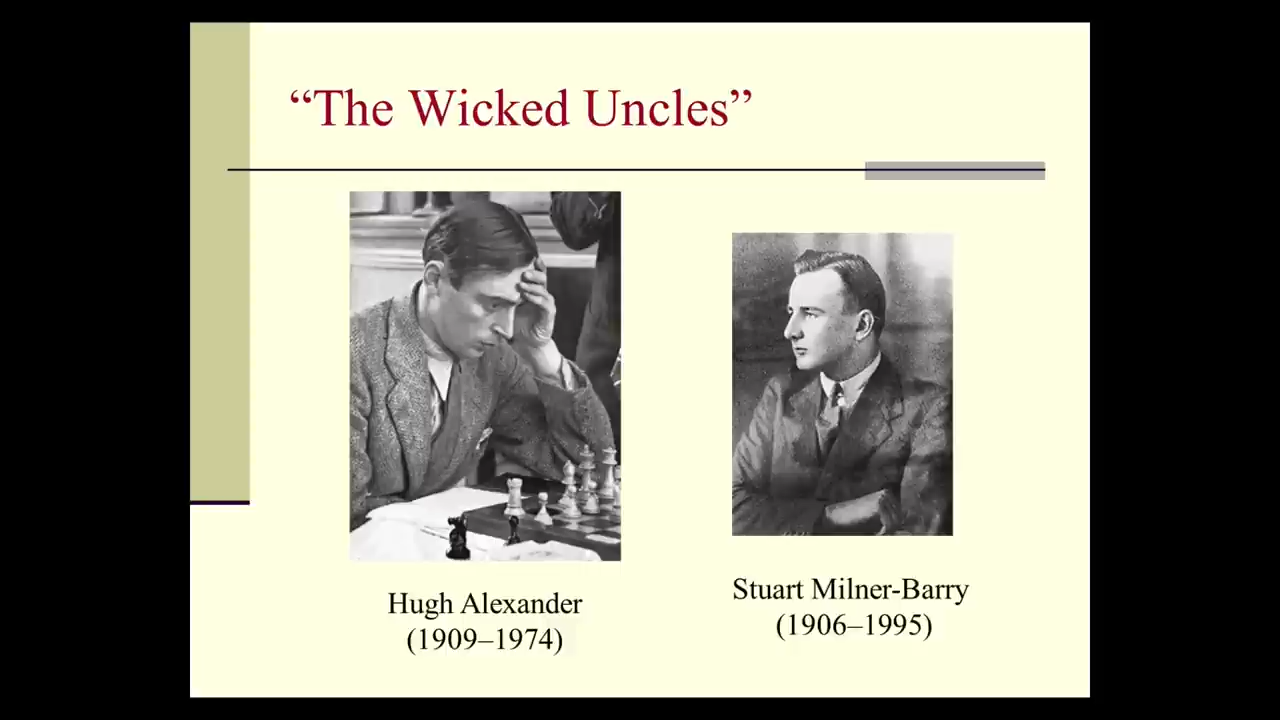 “The Wicked Uncles”
Hugh Alexander
(1909–1974)
Stuart Milner-Barry
(1906–1995)